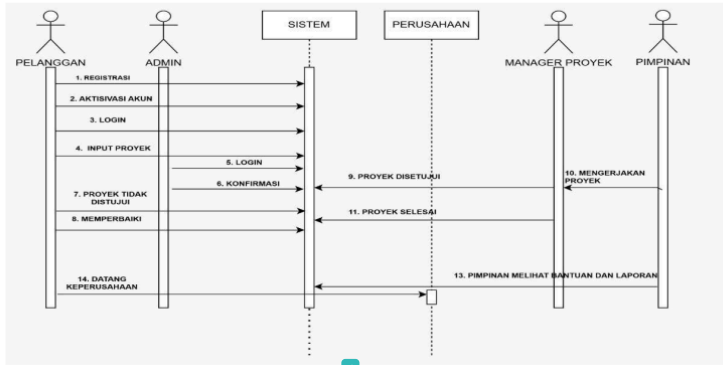 SISTEM
PERUSAHAAN
PELANGGAN
ADMIN
MANAGER PROYEK
PIMPINAN
1. REGISTRASI
2. AKTISIVASI AKUN
3. LOGIN
4. INPUT PROYEK
5. LOGIN
6. KONFIRMASI
7. PROYEK TIDAK
DISTUJUI
8. MEMPERBAIKI
9. PROYEK DISETUJUI
10. MENGERJAKAN
PROYEK
11. PROYEK SELESAI
13. PIMPINAN MELIHAT BANTUAN DAN LAPORAN
14. DATANG
KEPERUSAHAAN